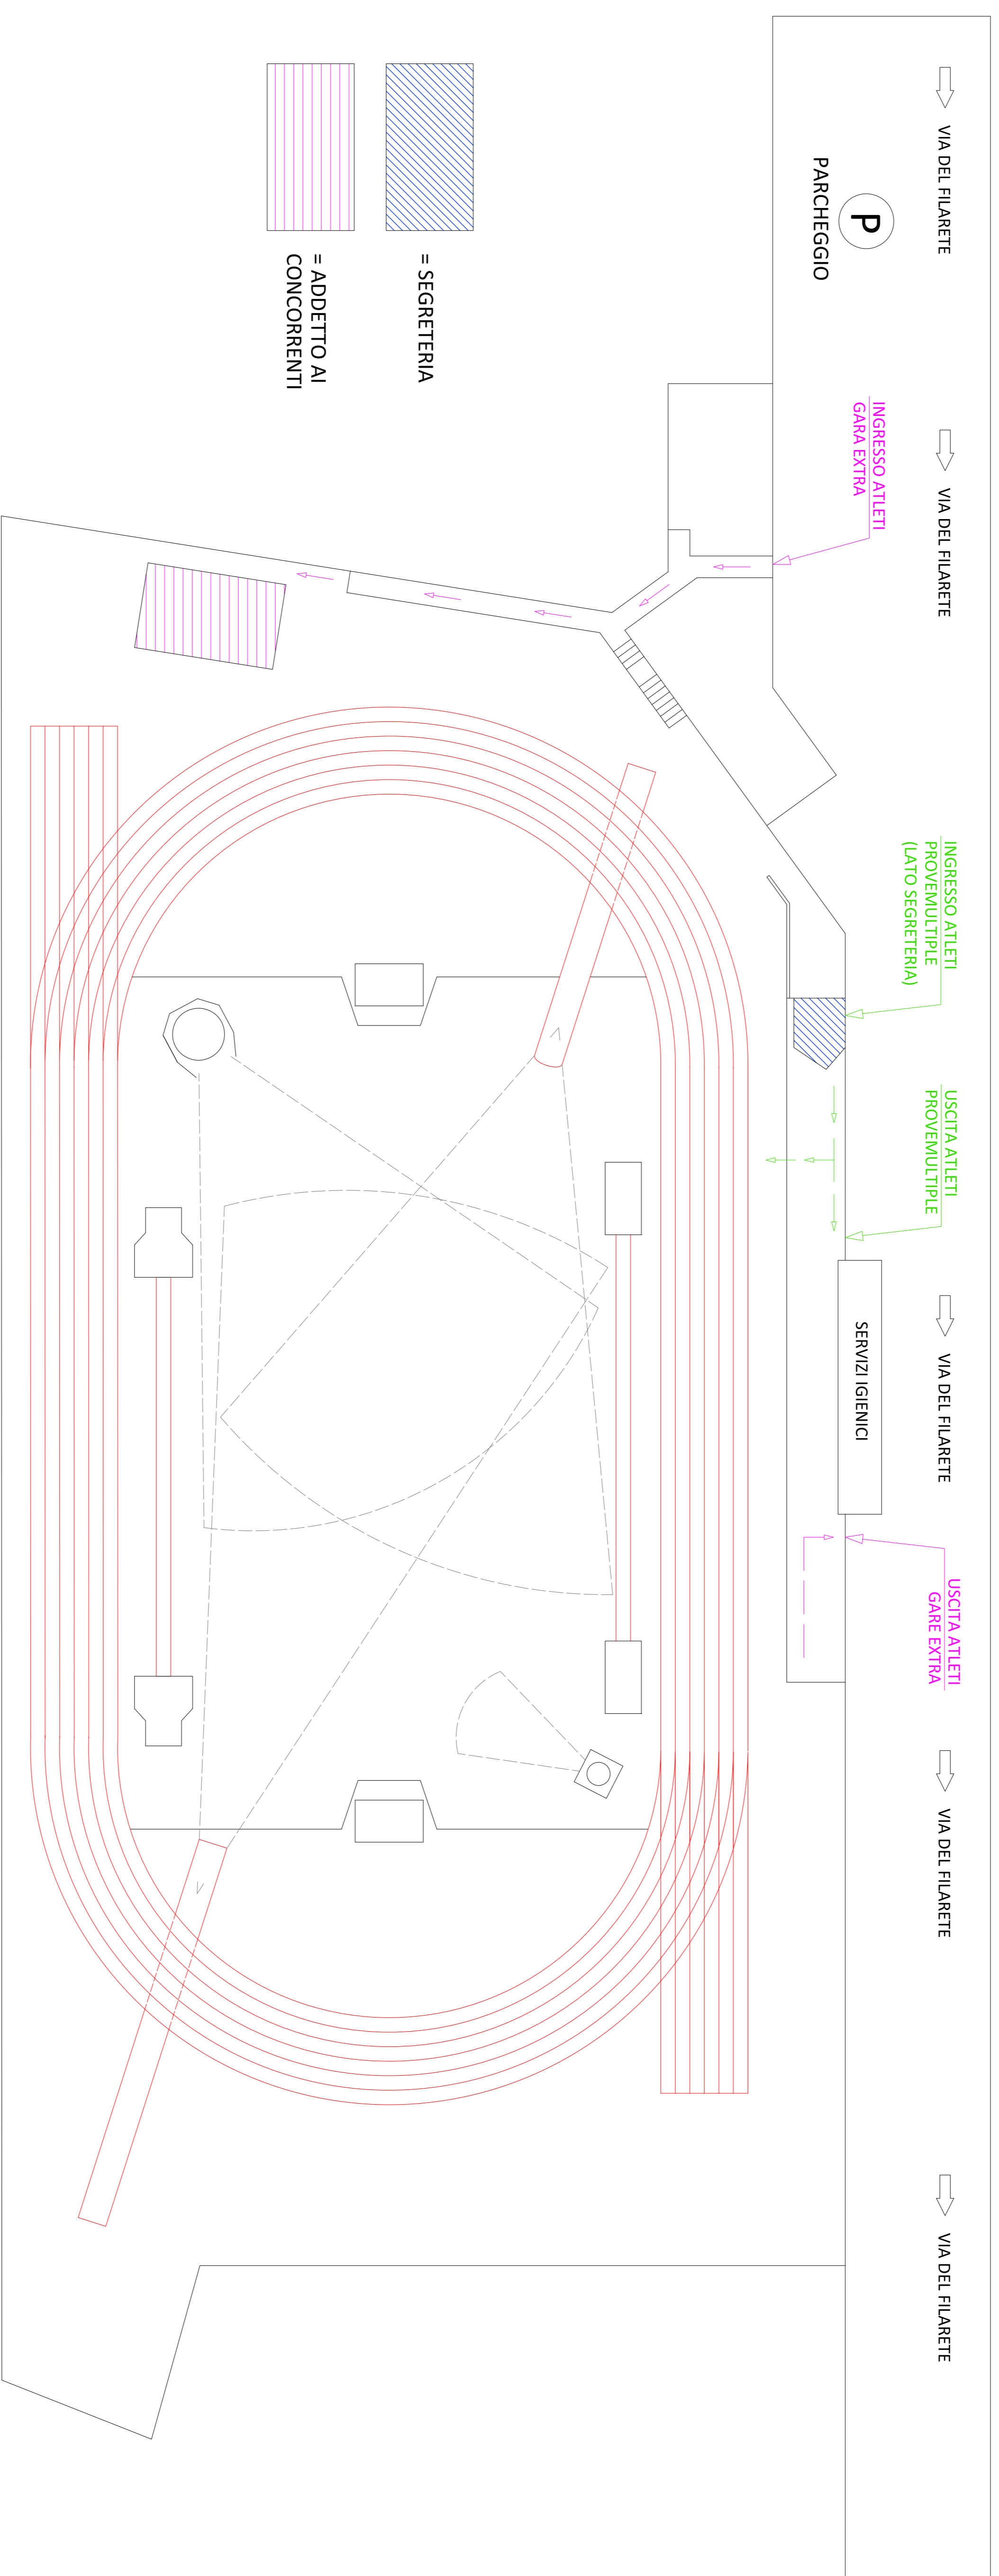 VIA DEL FILARETE
VIA DEL FILARETE
VIA DEL FILARETE
VIA DEL FILARETE
VIA DEL FILARETE
P
PARCHEGGIO
INGRESSO ATLETI
GARA EXTRA
INGRESSO ATLETI
PROVEMULTIPLE
(LATO SEGRETERIA)
USCITA ATLETI
PROVEMULTIPLE
SERVIZI IGIENICI
USCITA ATLETI
GARE EXTRA
= SEGRETERIA
= ADDETTO AI
CONCORRENTI